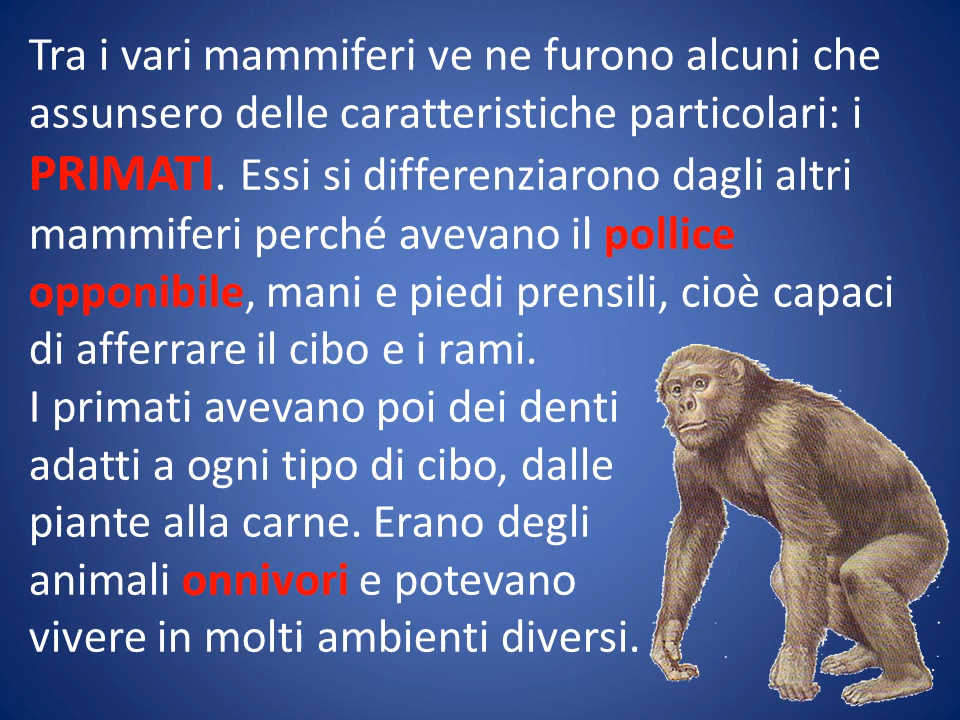 Tra i vari mammiferi ve ne furono alcuni che
assunsero delle caratteristiche particolari: i
PRIMATI. Essi si differenziarono dagli altri
mammiferi perché avevano il pollice
opponibile, mani e piedi prensili, cioè capaci
di afferrare il cibo e i rami.
I primati avevano poi dei denti
adatti a ogni tipo di cibo, dalle
piante alla carne. Erano degli
animali onnivori e potevano
vivere in molti ambienti diversi.